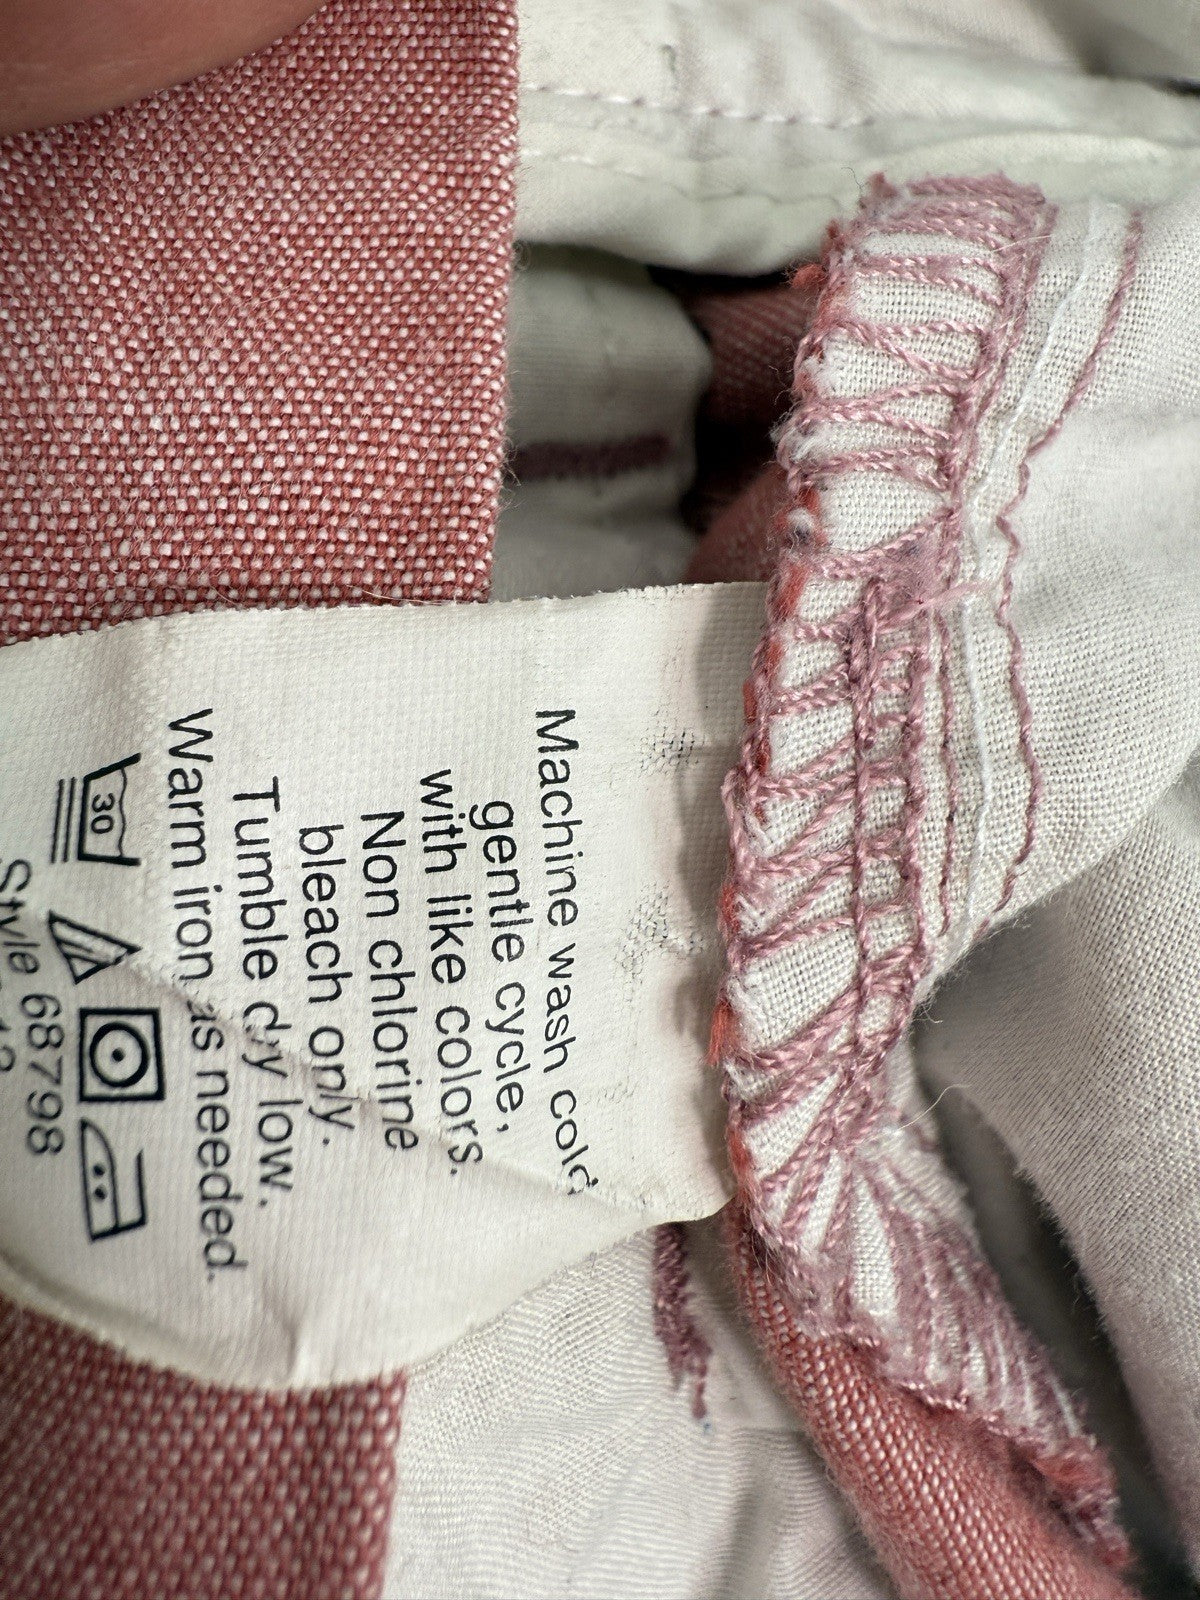 Machine wash cold
gentle cycle,
with like colors.
Non chlorine
bleach only.
Tumble dry low.
Warm iron as needed.
30
Style 68798